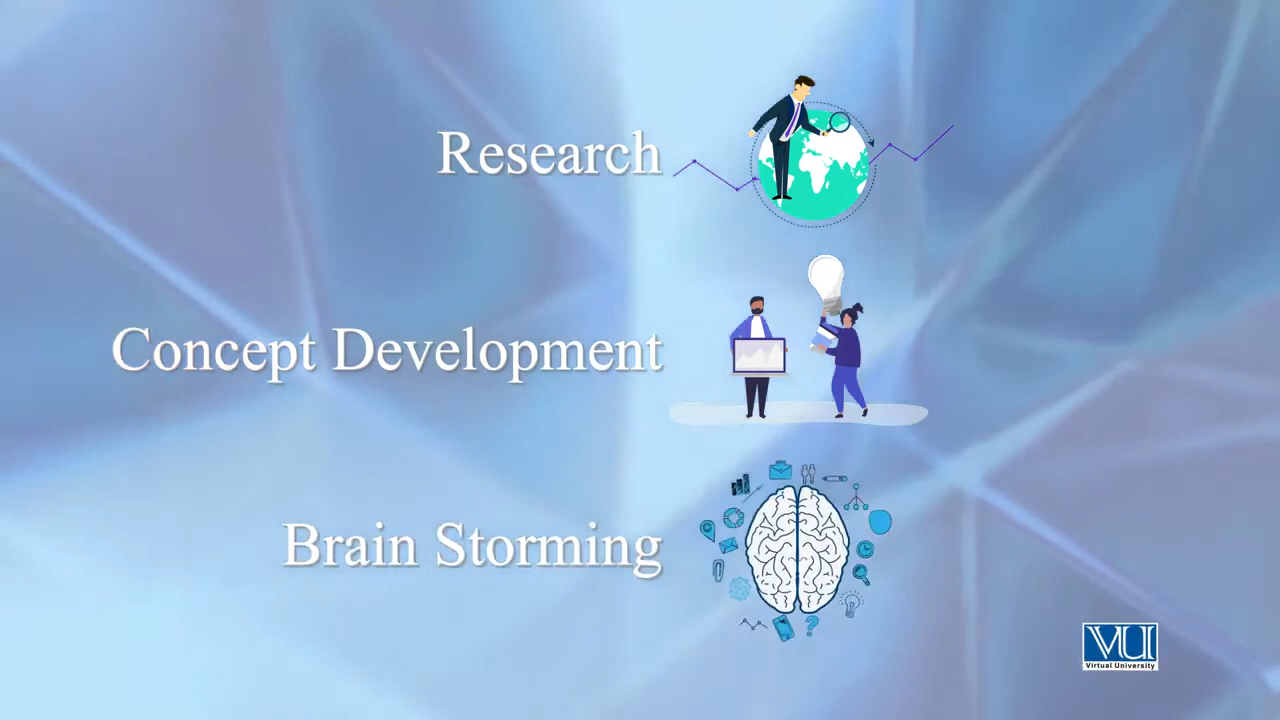 Research
Concept Development
Brain Storming
VU
Virtual University